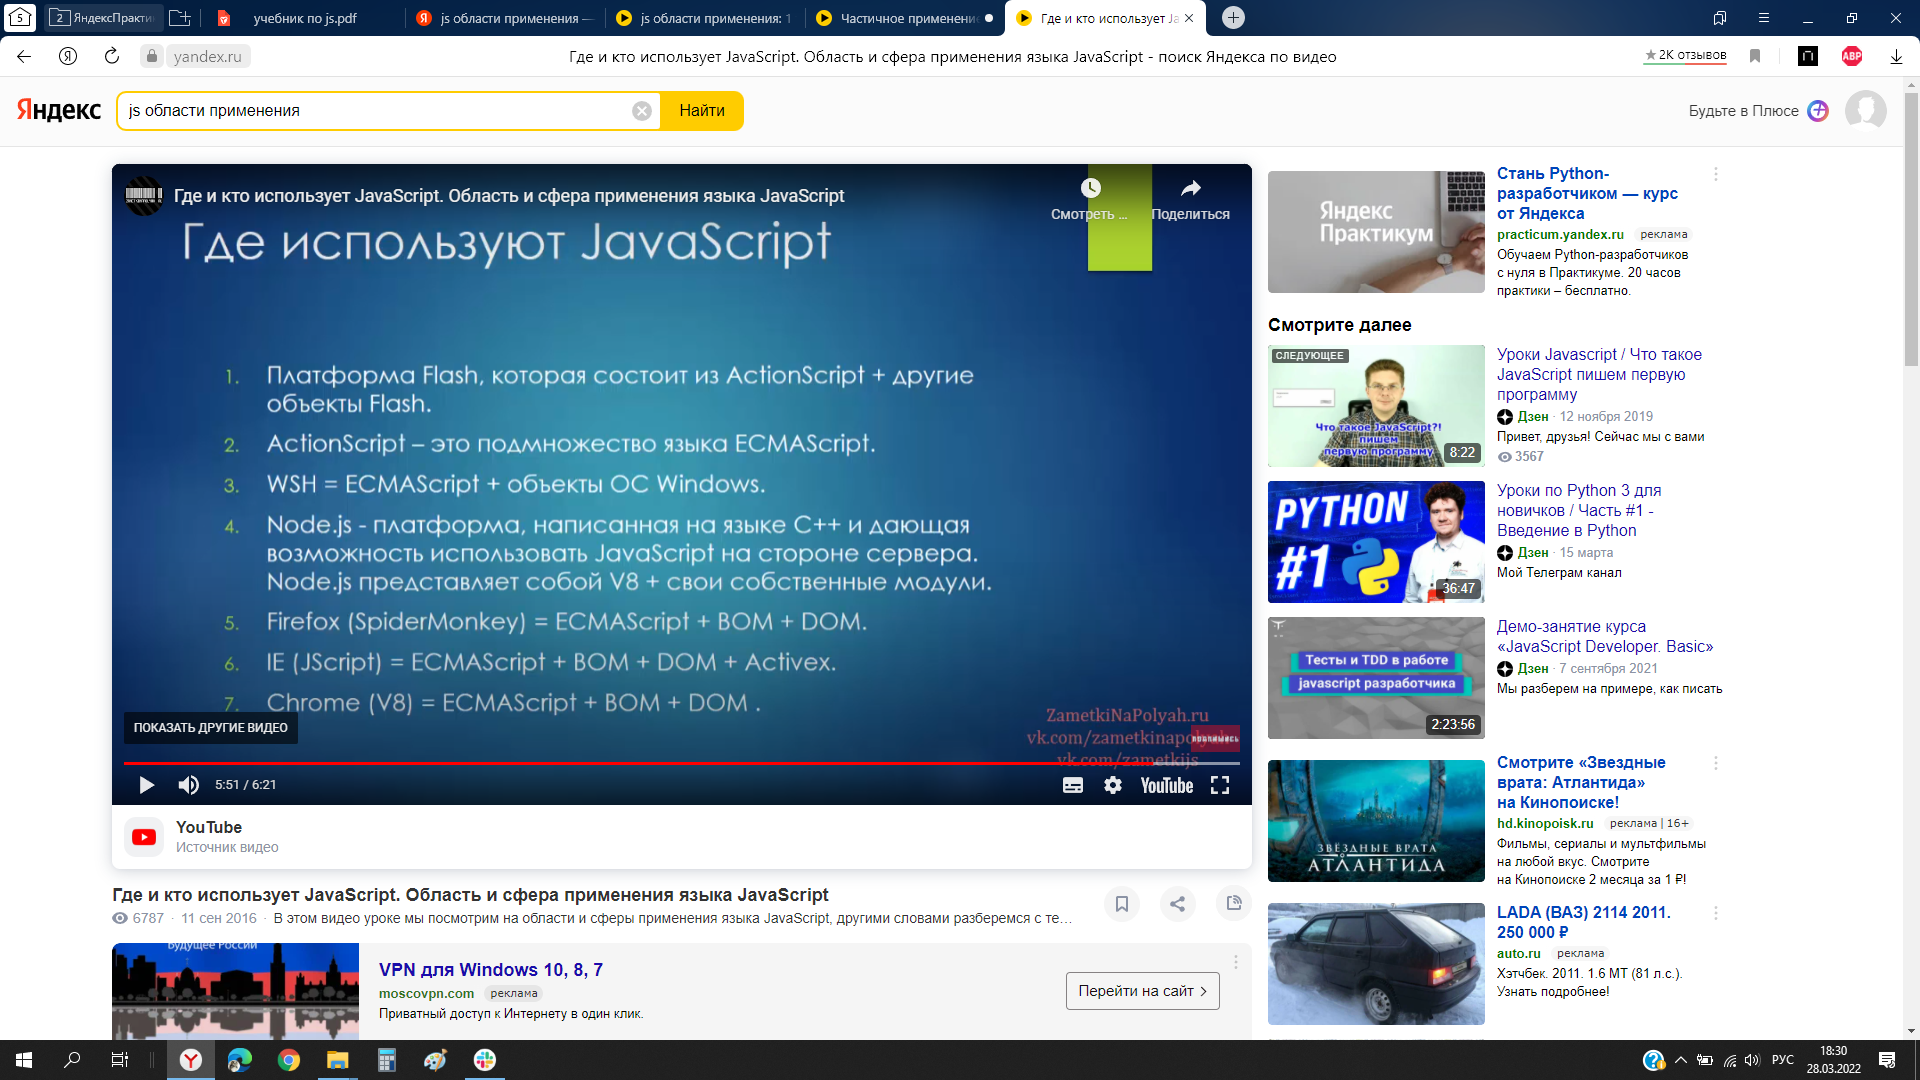 5
2 ЯндексПракти
учебник по js.pdf
js области применения —
js области применения: 1
Частичное применение
Где и кто использует Ja
yandex.ru
Где и кто использует JavaScript. Область и сфера применения языка JavaScript - поиск Яндекса по видео
★ 2K отзывов
ABP
Яндекс
js области применения
Найти
Будьте в Плюсе
Где и кто использует JavaScript. Область и сфера применения языка JavaScript
Смотреть ...
Поделиться
Где используют JavaScript
1. Платформа Flash, которая состоит из ActionScript + другие
объекты Flash.
2. ActionScript – это подмножество языка ECMAScript.
3. WSH = ECMAScript + объекты ОС Windows.
4. Node.js - платформа, написанная на языке C++ и дающая
возможность использовать JavaScript на стороне сервера.
Node.js представляет собой V8 + свои собственные модули.
5. Firefox (SpiderMonkey) = ECMAScript + BOM + DOM.
6. IE (JScript) = ECMAScript + BOM + DOM + Activex.
7. Chrome (V8) = ECMAScript + BOM + DOM .
ПОКАЗАТЬ ДРУГИЕ ВИДЕО
ZametkiNaPolyah.ru
vk.com/zametkinapolyah
vk.com/zametkijs
5:51 / 6:21
YouTube
YouTube
Источник видео
Где и кто использует JavaScript. Область и сфера применения языка JavaScript
6787 · 11 сен 2016 · В этом видео уроке мы посмотрим на области и сферы применения языка JavaScript, другими словами разберемся с те...
Будущее России
VPN для Windows 10, 8, 7
moscovpn.com реклама
Приватный доступ к Интернету в один клик.
Перейти на сайт
Яндекс
Практикум
Стань Python-
разработчиком — курс
от Яндекса
practicum.yandex.ru реклама
Обучаем Python-разработчиков
с нуля в Практикуме. 20 часов
практики – бесплатно.
Смотрите далее
СЛЕДУЮЩЕЕ
Что такое JavaScript?!
пишем
первую программу
8:22
Уроки Javascript / Что такое
JavaScript пишем первую
программу
Дзен · 12 ноября 2019
Привет, друзья! Сейчас мы с вами
3567
PYTHON
#1
36:47
Уроки по Python 3 для
новичков / Часть #1 -
Введение в Python
Дзен · 15 марта
Мой Телеграм канал
Тесты и TDD в работе
javascript разработчика
2:23:56
Демо-занятие курса
«JavaScript Developer. Basic»
Дзен · 7 сентября 2021
Мы разберем на примере, как писать
ЗВЁЗДНЫЕ ВРАТА
АТЛАНТИДА
Смотрите «Звездные
врата: Атлантида»
на Кинопоиске!
hd.kinopoisk.ru реклама | 16+
Фильмы, сериалы и мультфильмы
на любой вкус. Смотрите
на Кинопоиске 2 месяца за 1 ₽!
LADA (ВАЗ) 2114 2011.
250 000 ₽
auto.ru реклама
Хэтчбек. 2011. 1.6 МТ (81 л.с.).
Узнать подробнее!
РУС
18:30
28.03.2022